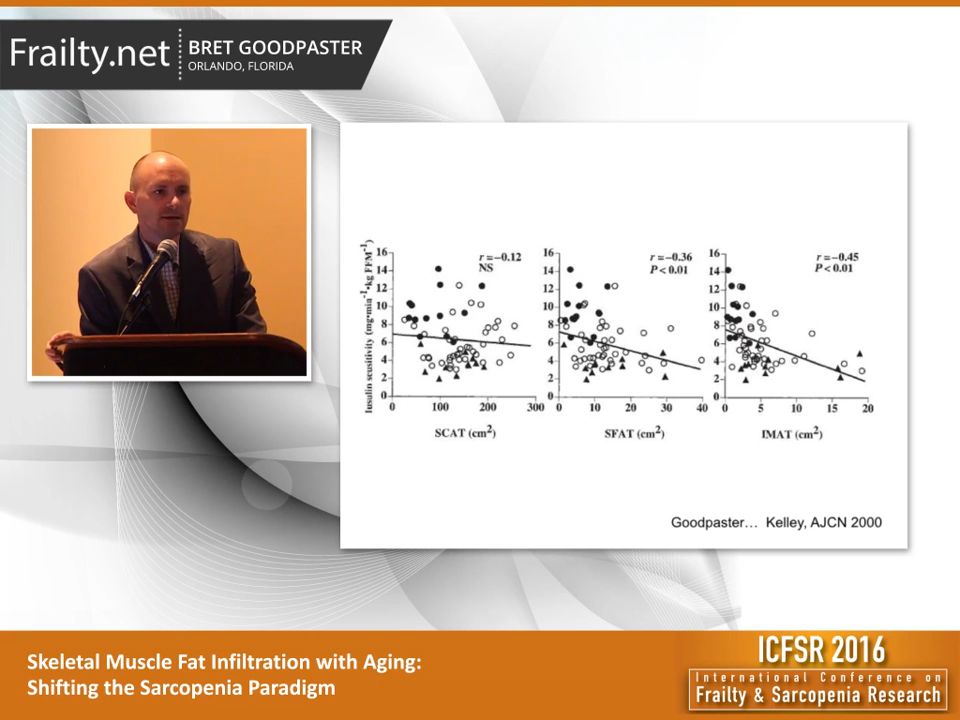 Frailty.net
BRET GOODPASTER
ORLANDO, FLORIDA
Insulin scusitivity (mg•min⁻¹•kg FFM⁻¹)
16
14
12
10
8
6
4
2
0
r=−0.12
NS
0 100 200 300
SCAT (cm²)
16
14
12
10
8
6
4
2
0
r=−0.36
P<0.01
0 10 20 30 40
SFAT (cm²)
16
14
12
10
8
6
4
2
0
r=−0.45
P<0.01
0 5 10 15 20
IMAT (cm²)
Goodpaster... Kelley, AJCN 2000
Skeletal Muscle Fat Infiltration with Aging:
Shifting the Sarcopenia Paradigm
ICFSR 2016
International Conference on
Frailty & Sarcopenia Research